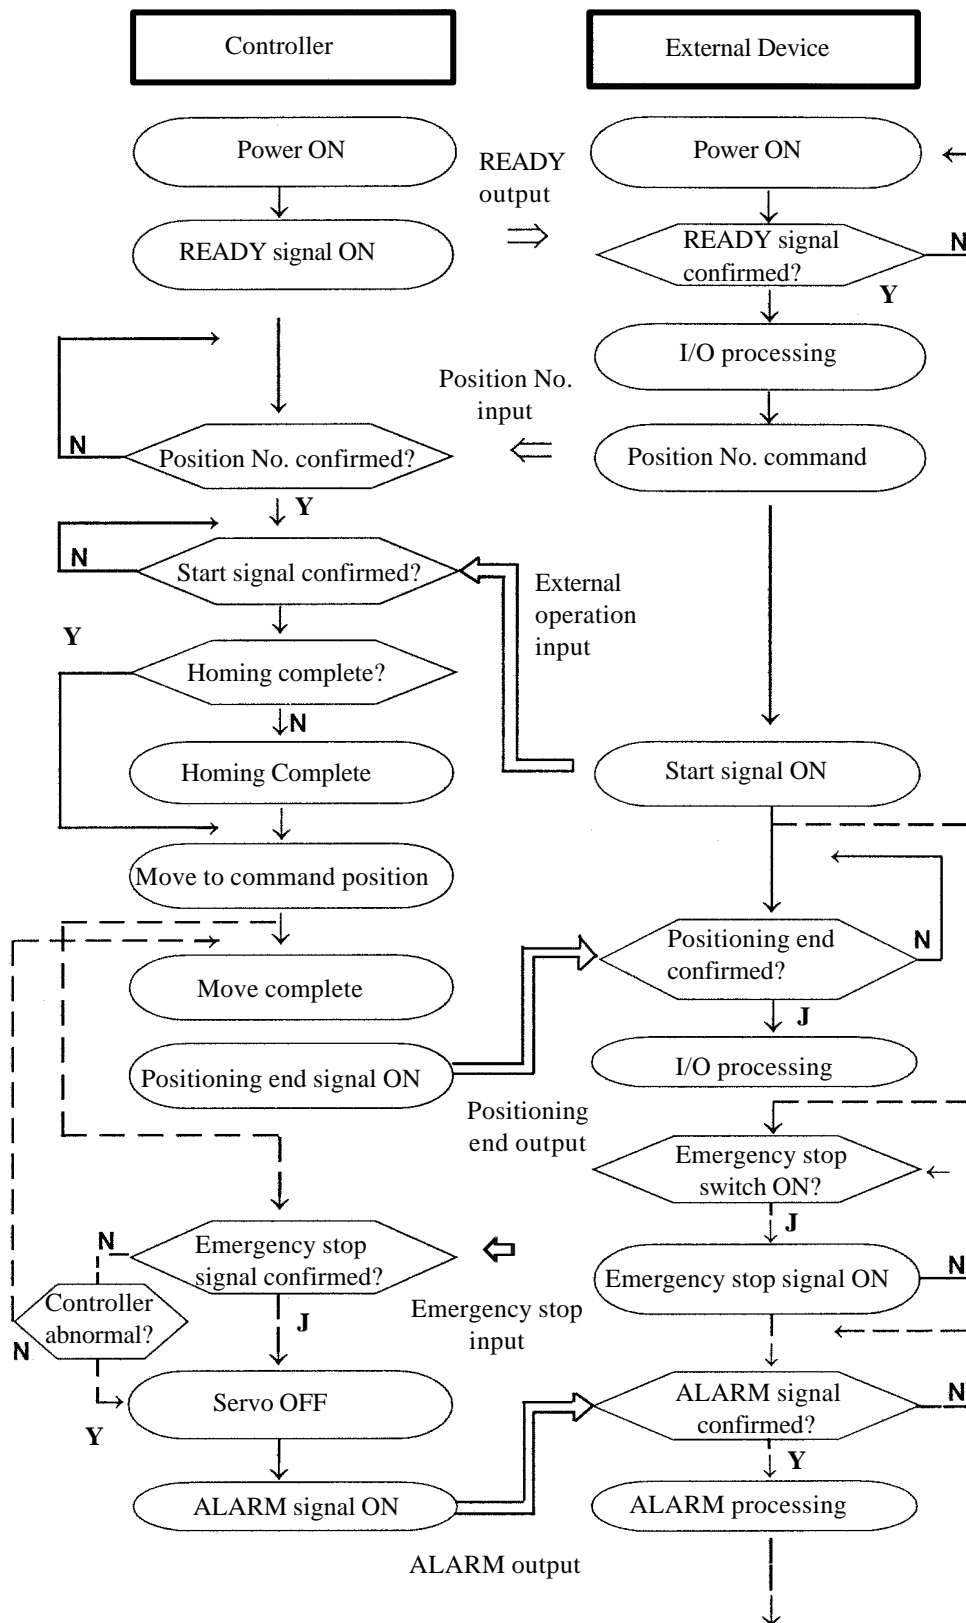 Controller
External Device
Power ON
READY
output
Power ON
READY signal ON
READY signal
confirmed?
N
Y
I/O processing
Position No.
input
N
Position No. confirmed?
Position No. command
Y
N
Start signal confirmed?
External
operation
input
Y
Homing complete?
N
Homing Complete
Start signal ON
Move to command position
Positioning end
confirmed?
N
Move complete
J
Positioning end signal ON
I/O processing
Positioning
end output
Emergency stop
switch ON?
J
N
Emergency stop
signal confirmed?
Emergency stop signal ON
N
Controller
abnormal?
N
J
Emergency stop
input
Servo OFF
ALARM signal
confirmed?
N
Y
Y
ALARM signal ON
ALARM processing
ALARM output